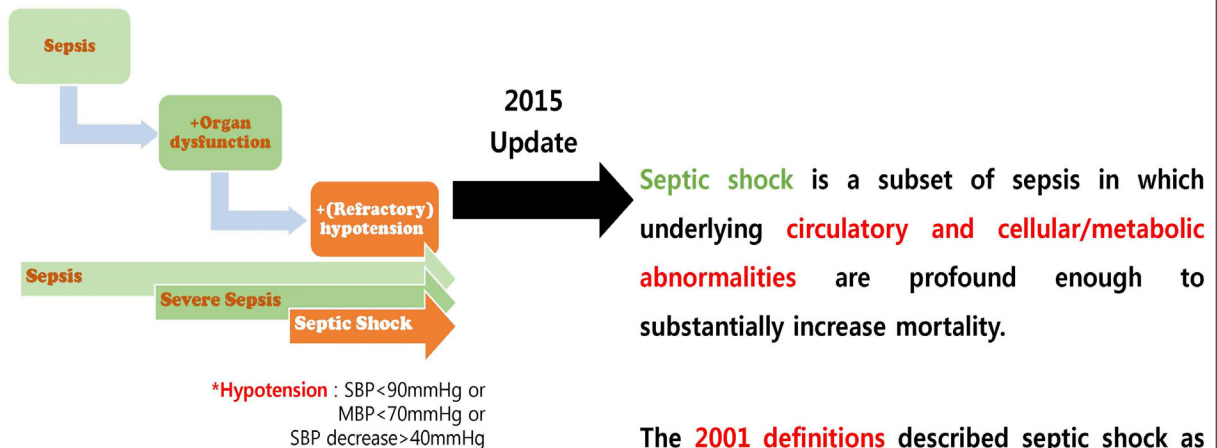 Sepsis
+Organ
dysfunction
+(Refractory)
hypotension
Sepsis
Severe Sepsis
Septic Shock
*Hypotension : SBP<90mmHg or
MBP<70mmHg or
SBP decrease>40mmHg
2015
Update
Septic shock is a subset of sepsis in which
underlying circulatory and cellular/metabolic
abnormalities are profound enough to
substantially increase mortality.
The 2001 definitions described septic shock as